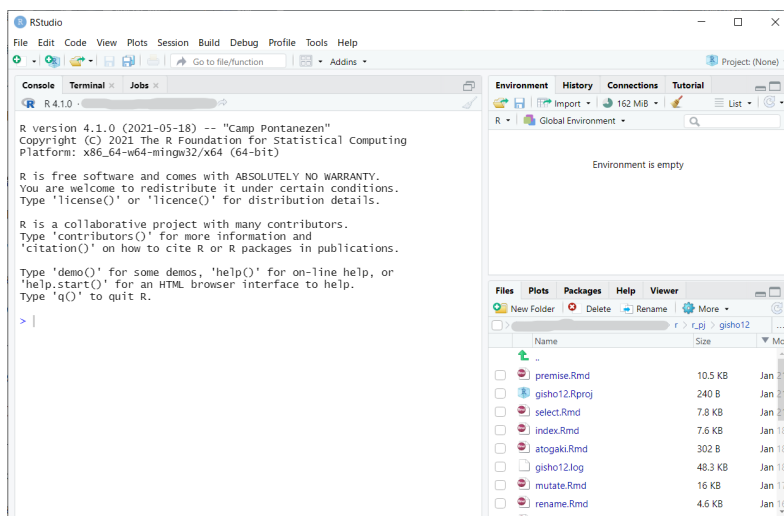 RStudio
File Edit Code View Plots Session Build Debug Profile Tools Help
Go to file/function Addins Project: (None)
Console Terminal Jobs
R 4.1.0 ·
R version 4.1.0 (2021-05-18) -- "Camp Pontanezen"
Copyright (C) 2021 The R Foundation for Statistical Computing
Platform: x86_64-w64-mingw32/x64 (64-bit)
R is free software and comes with ABSOLUTELY NO WARRANTY.
You are welcome to redistribute it under certain conditions.
Type 'license()' or 'licence()' for distribution details.
R is a collaborative project with many contributors.
Type 'contributors()' for more information and
'citation()' on how to cite R or R packages in publications.
Type 'demo()' for some demos, 'help()' for on-line help, or
'help.start()' for an HTML browser interface to help.
Type 'q()' to quit R.
>
Environment History Connections Tutorial
Import 162 MiB List
R Global Environment
Environment is empty
Files Plots Packages Help Viewer
New Folder Delete Rename More
r > r_pj > gisho12 ...
Name Size Mo
..
premise.Rmd 10.5 KB Jan 2
gisho12.Rproj 240 B Jan 2
select.Rmd 7.8 KB Jan 2
index.Rmd 7.6 KB Jan 18
atogaki.Rmd 302 B Jan 18
gisho12.log 48.3 KB Jan 18
mutate.Rmd 16 KB Jan 17
rename.Rmd 4.6 KB Jan 16